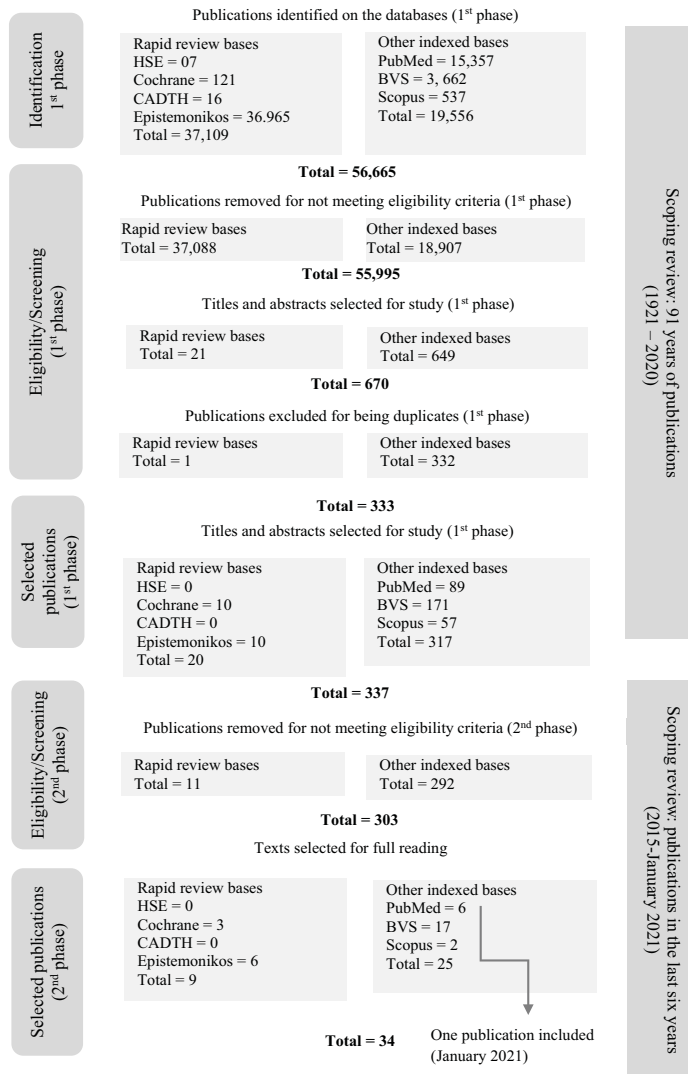 Publications identified on the databases (1st phase)
Identification
1st phase
Rapid review bases
HSE = 07
Cochrane = 121
CADTH = 16
Epistemonikos = 36.965
Total = 37,109
Other indexed bases
PubMed = 15,357
BVS = 3, 662
Scopus = 537
Total = 19,556
Total = 56,665
Eligibility/Screening
(1st phase)
Publications removed for not meeting eligibility criteria (1st phase)
Rapid review bases
Total = 37,088
Other indexed bases
Total = 18,907
Total = 55,995
Titles and abstracts selected for study (1st phase)
Rapid review bases
Total = 21
Other indexed bases
Total = 649
Total = 670
Publications excluded for being duplicates (1st phase)
Rapid review bases
Total = 1
Other indexed bases
Total = 332
Total = 333
Scoping review: 91 years of publications
(1921 – 2020)
Selected
publications
(1st phase)
Titles and abstracts selected for study (1st phase)
Rapid review bases
HSE = 0
Cochrane = 10
CADTH = 0
Epistemonikos = 10
Total = 20
Other indexed bases
PubMed = 89
BVS = 171
Scopus = 57
Total = 317
Total = 337
Eligibility/Screening
(2nd phase)
Publications removed for not meeting eligibility criteria (2nd phase)
Rapid review bases
Total = 11
Other indexed bases
Total = 292
Total = 303
Selected publications
(2nd phase)
Texts selected for full reading
Rapid review bases
HSE = 0
Cochrane = 3
CADTH = 0
Epistemonikos = 6
Total = 9
Other indexed bases
PubMed = 6
BVS = 17
Scopus = 2
Total = 25
Total = 34
One publication included
(January 2021)
Scoping review: publications in the last six years
(2015-January 2021)